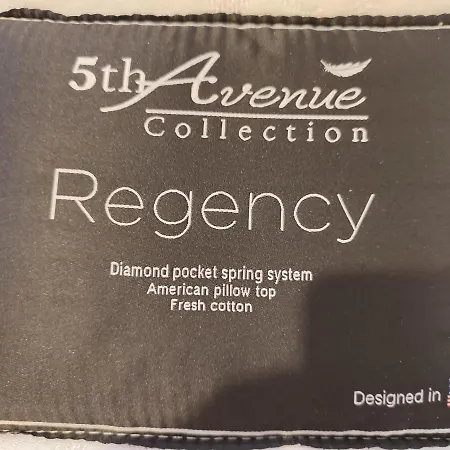 5th Avenue
Collection
Regency
Diamond pocket spring system
American pillow top
Fresh cotton
Designed in